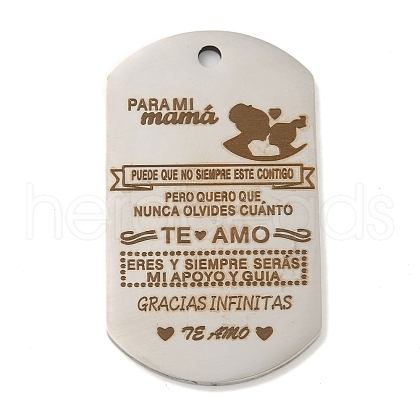 PARA MI
mamá
PUEDE QUE NO SIEMPRE ESTE CONTIGO
PERO QUERO QUE
NUNCA OLVIDES CUÁNTO
TE AMO
ERES Y SIEMPRE SERÁS
MI APOYO Y GUIA
GRACIAS INFINITAS
TE AMO